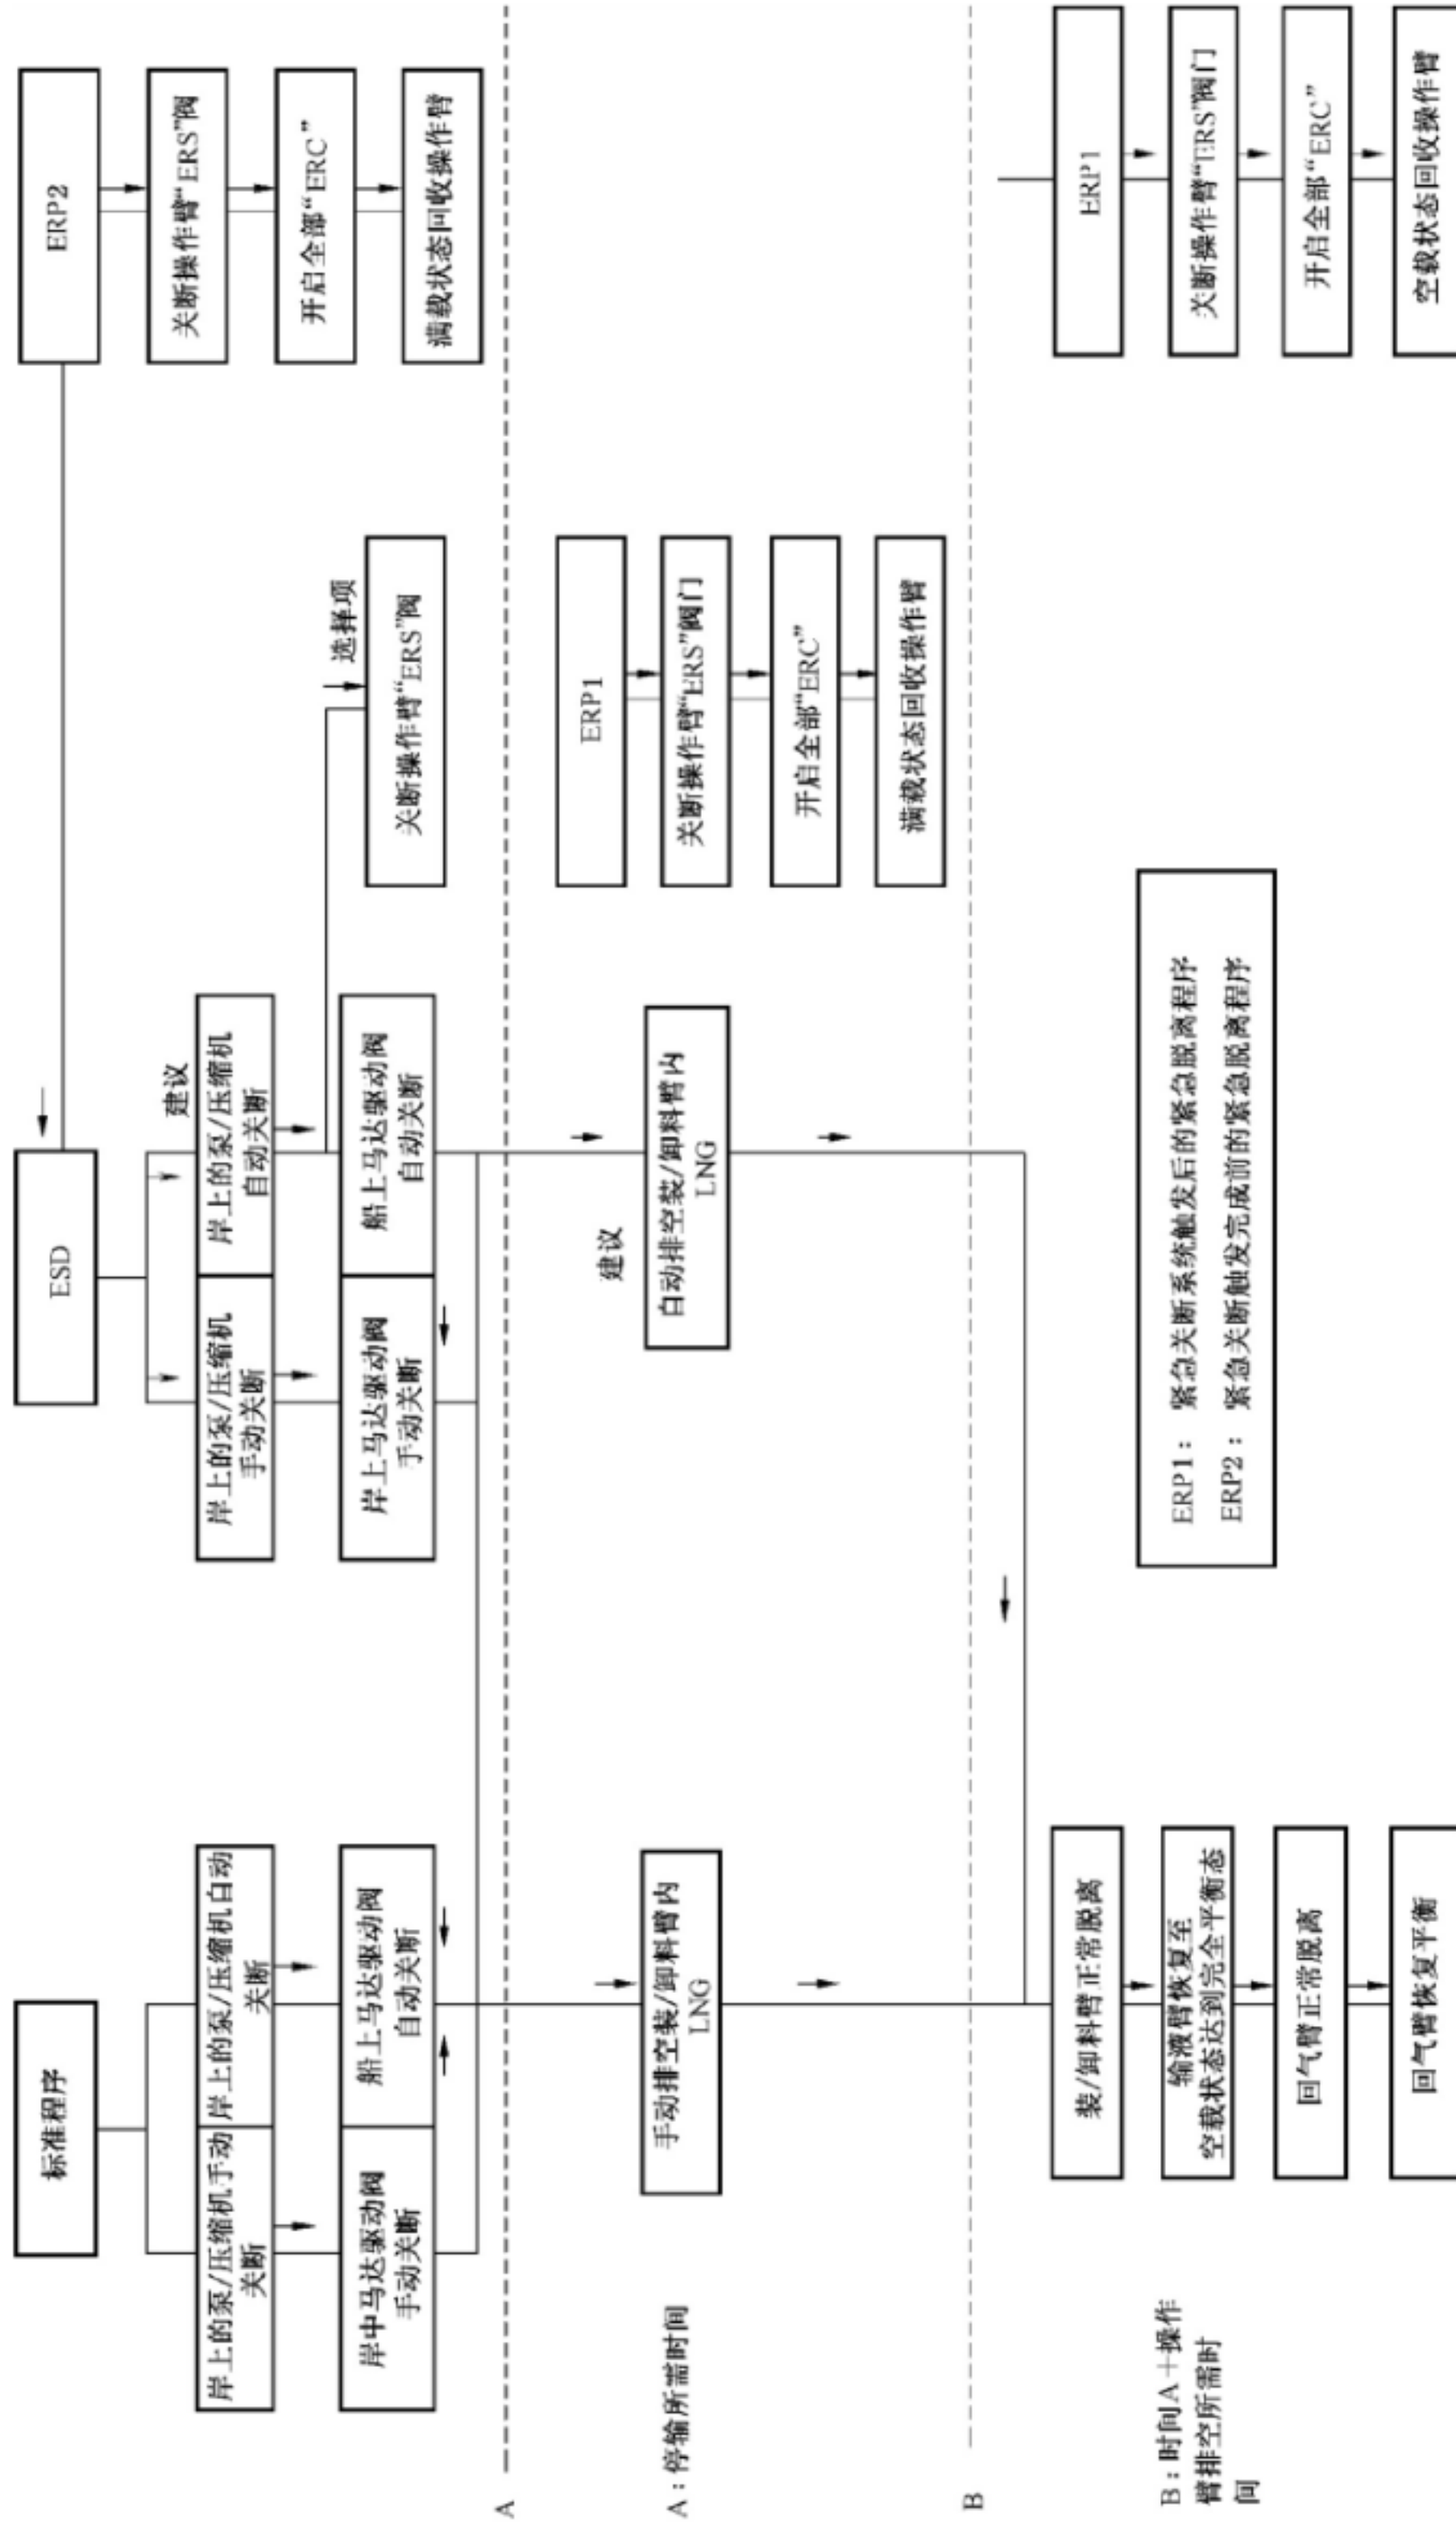 标准程序
ESD
ERP2
岸上的泵/压缩机手动
关断
岸上的泵/压缩机自动
关断
岸上的泵/压缩机
手动关断
建议
岸上的泵/压缩机
自动关断
关断操作臂“ERS”阀
开启全部“ERC”
岸中马达驱动阀
手动关断
船上马达驱动阀
自动关断
岸上马达驱动阀
手动关断
船上马达驱动阀
自动关断
选择项
关断操作臂“ERS”阀
满载状态回收操作臂
A
A：停输所需时间
手动排空装/卸料臂内
LNG
建议
自动排空装/卸料臂内
LNG
ERP1
关断操作臂“ERS”阀门
开启全部“ERC”
满载状态回收操作臂
B
B：时间A＋操作
臂排空所需时
间
装/卸料臂正常脱离
输液臂恢复至
空载状态达到完全平衡态
回气臂正常脱离
回气臂恢复平衡
ERP1： 紧急关断系统触发后的紧急脱离程序
ERP2： 紧急关断触发完成前的紧急脱离程序
ERP1
关断操作臂“ERS”阀门
开启全部“ERC”
空载状态回收操作臂